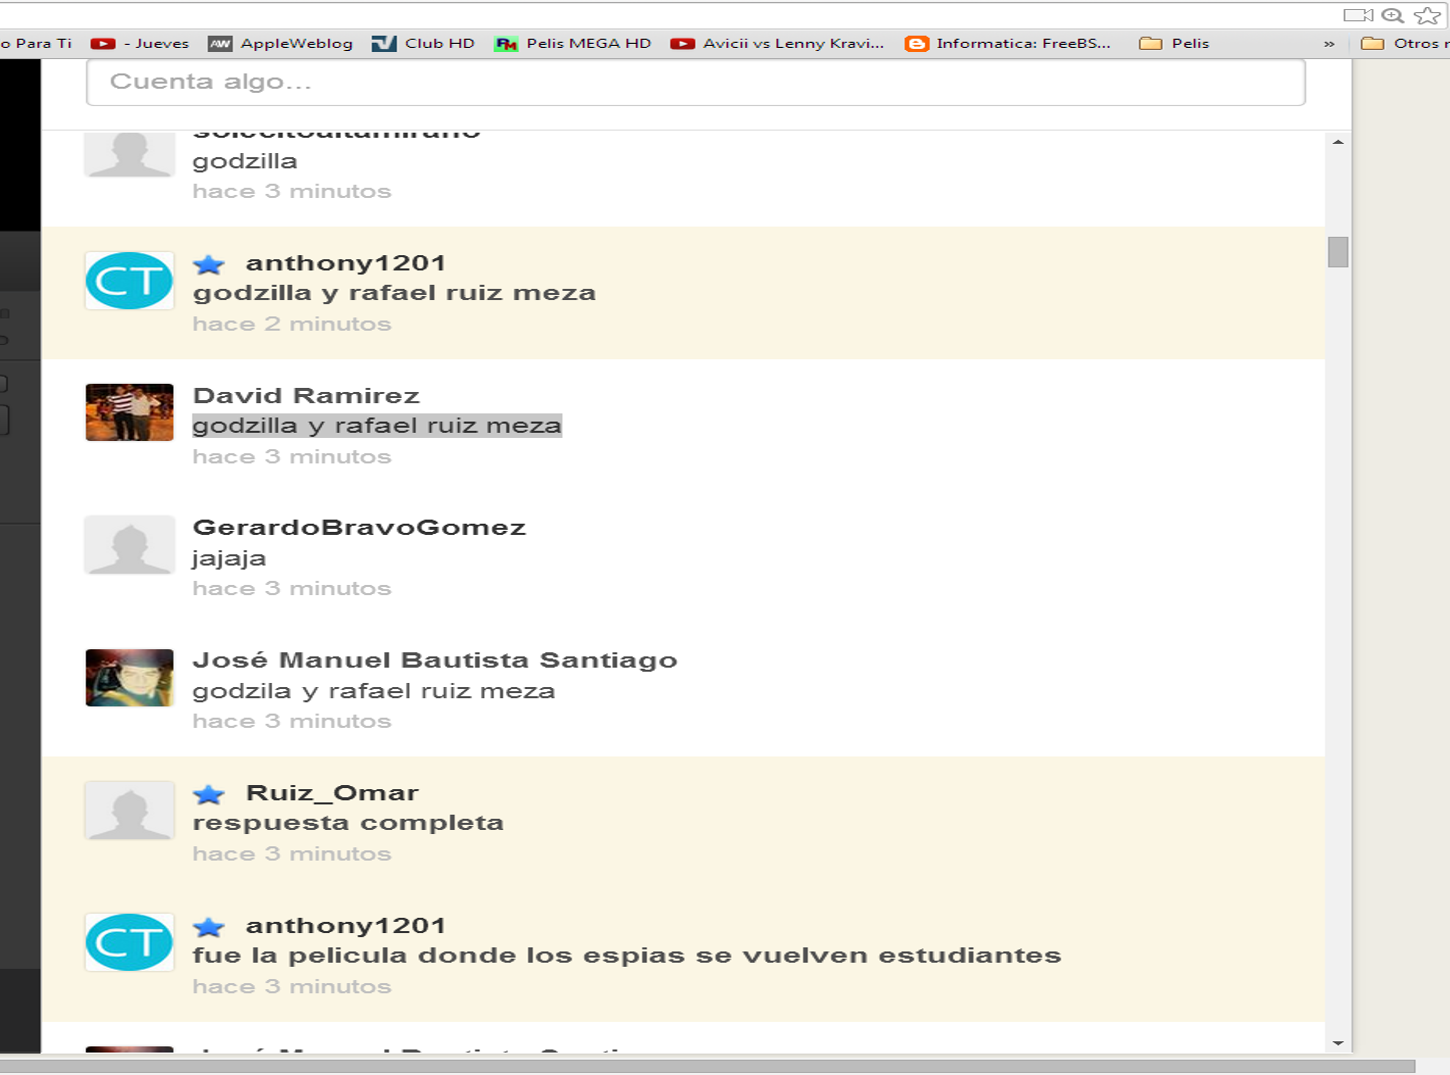 o Para Ti - Jueves AppleWeblog Club HD Pelis MEGA HD Avicii vs Lenny Kravi... Informatica: FreeBS... Pelis » Otros
Cuenta algo...
solecitoaltamirano
godzilla
hace 3 minutos
anthony1201
godzilla y rafael ruiz meza
hace 2 minutos
David Ramirez
godzilla y rafael ruiz meza
hace 3 minutos
GerardoBravoGomez
jajaja
hace 3 minutos
José Manuel Bautista Santiago
godzila y rafael ruiz meza
hace 3 minutos
Ruiz_Omar
respuesta completa
hace 3 minutos
CT
anthony1201
fue la pelicula donde los espias se vuelven estudiantes
hace 3 minutos